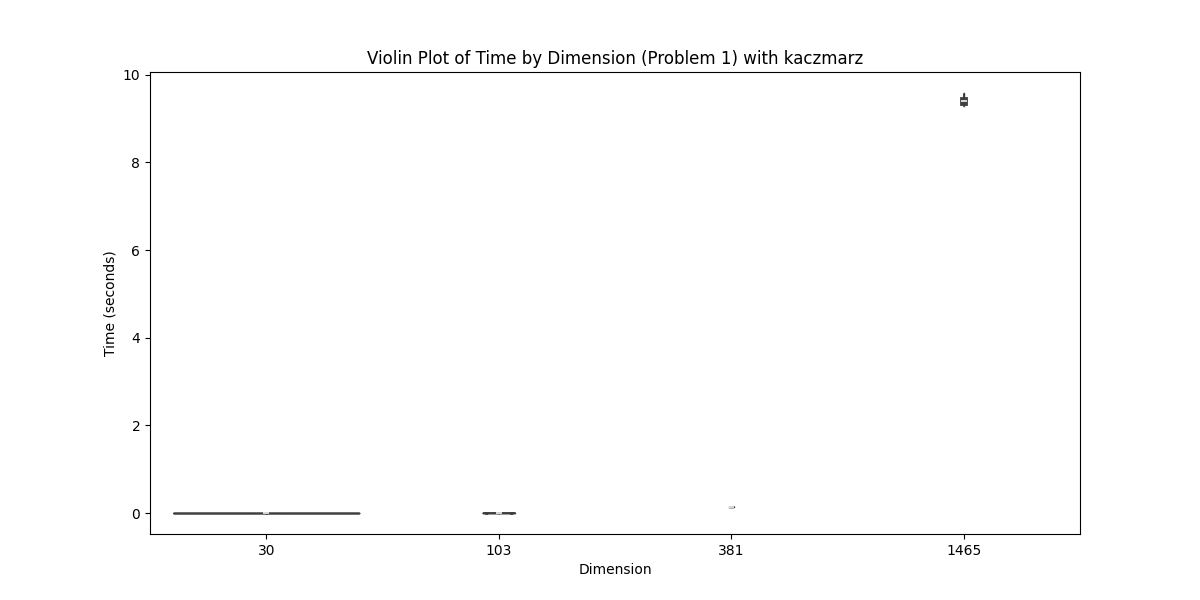 Violin Plot of Time by Dimension (Problem 1) with kaczmarz
10
8
6
4
2
0
Time (seconds)
30 103 381 1465
Dimension